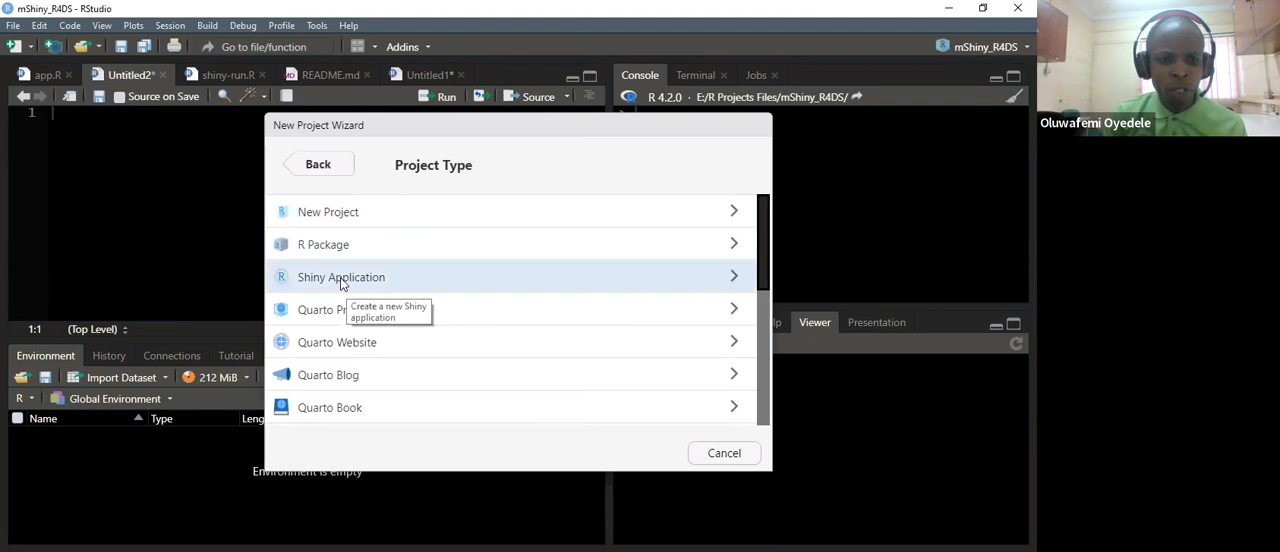 mShiny_R4DS - RStudio
File Edit Code View Plots Session Build Debug Profile Tools Help
Go to file/function Addins mShiny_R4DS
app.R Untitled2* shiny-run.R README.md Untitled1* Console Terminal Jobs
Source on Save Run Source R 4.2.0 · E:/R Projects Files/mShiny_R4DS/
1
New Project Wizard
Back Project Type
New Project
R Package
Shiny Application
Create a new Shiny
application
Quarto Pr
Quarto Website
Quarto Blog
Quarto Book
Cancel
1:1 (Top Level)
Viewer Presentation
Environment History Connections Tutorial
Import Dataset 212 MiB
R Global Environment
Name Type Leng
Environment is empty
Oluwafemi Oyedele